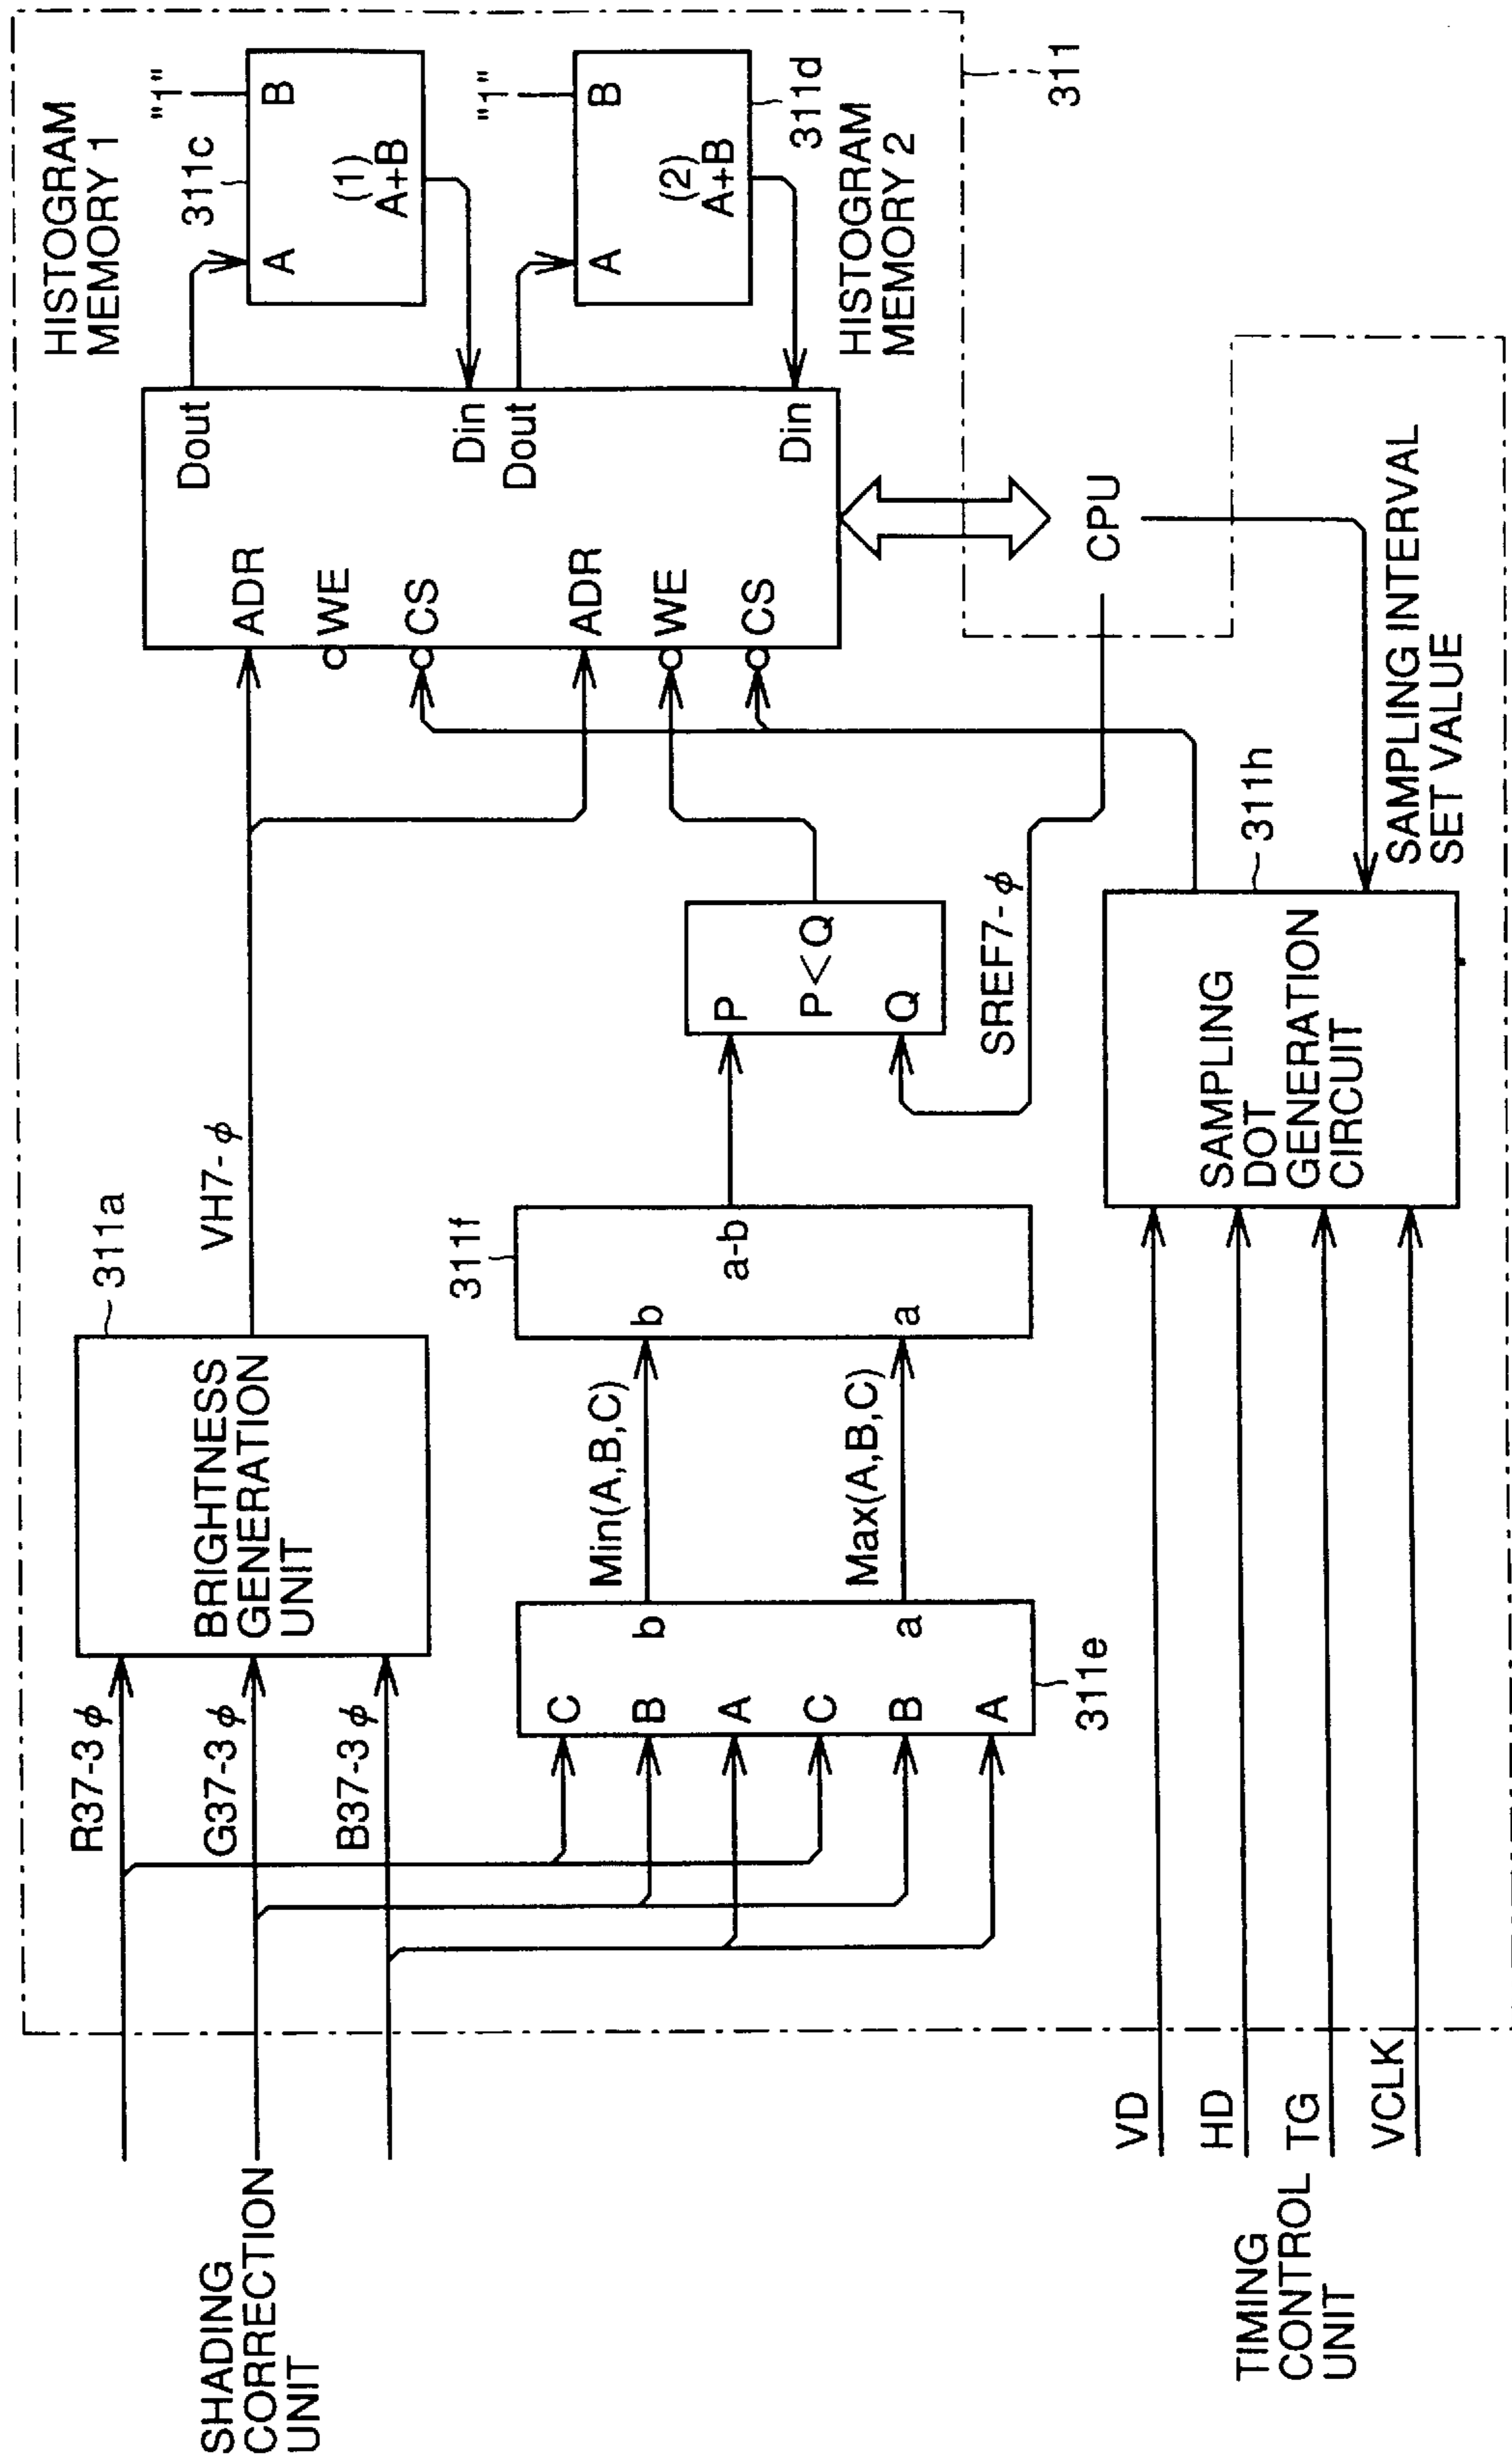 SHADING
CORRECTION
UNIT
R37-3ϕ
G37-3ϕ
B37-3ϕ
BRIGHTNESS
GENERATION
UNIT
311a
VH7-ϕ
C
B
A
C
B
A
b
a
311e
Min(A,B,C)
Max(A,B,C)
b
a
a-b
311f
P
P<Q
Q
SREF7-ϕ
HISTOGRAM
MEMORY 1
ADR
WE
CS
ADR
WE
CS
Dout
Din
Dout
Din
311c
"1"
A
B
(1)
A+B
"1"
A
B
(2)
A+B
311d
HISTOGRAM
MEMORY 2
311
CPU
TIMING
CONTROL
UNIT
VD
HD
TG
VCLK
SAMPLING
DOT
GENERATION
CIRCUIT
311h
SAMPLING INTERVAL
SET VALUE